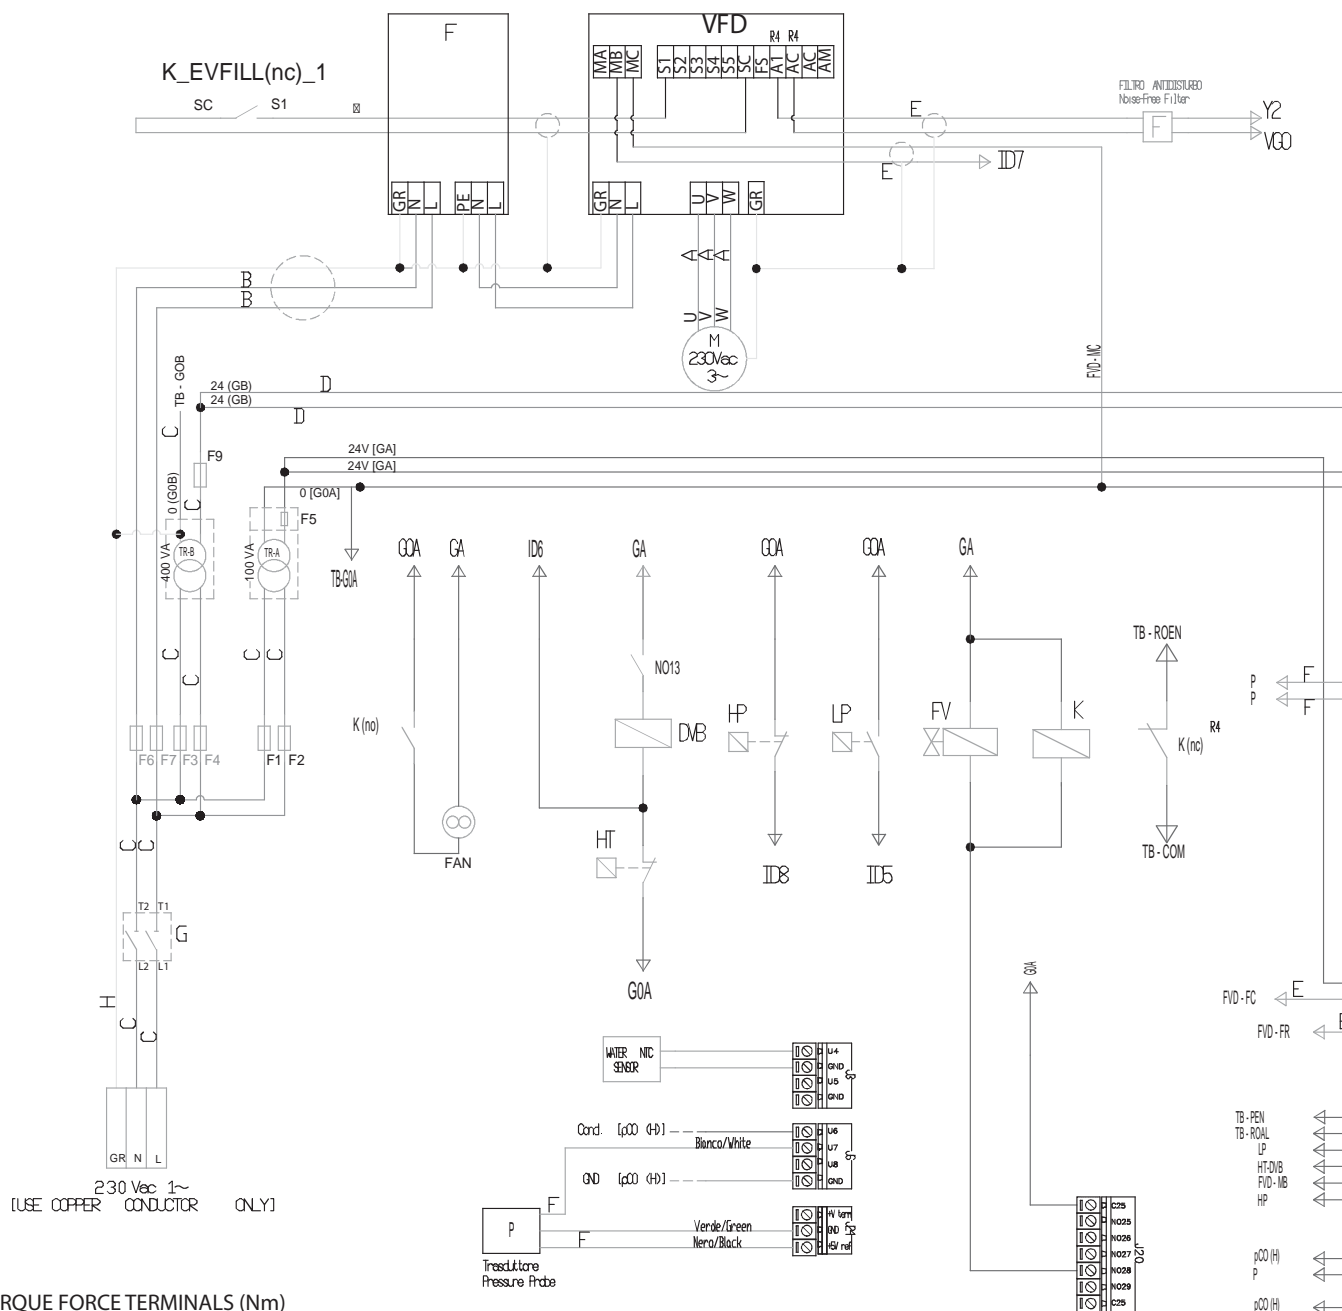 F
VFD
K_EVFILL(nc)_1
SC S1
MA MB MC S1 S2 S3 S4 S5 SC FS A1 AC AC AM
R4 R4
FILTRO ANTIDISTURBO
Noise-Free Filter
E
F
Y2
VG0
E
ID7
GR N L PE N L
GR N L U V W GR
B
B
A A A
U V W
M
230Vac
3~
FVD - MC
TB - GOB
24 (GB)
24 (GB)
D
D
C
F9
24V [GA]
24V [GA]
0 (G0B)
C
0 [G0A]
F5
400 VA
TR-B
100 VA
TR-A
TB-G0A
G0A GA ID6 GA G0A G0A GA
C C C
C
NO13
TB - ROEN
K (no)
DVB
HP
LP
FV
K
K (nc)
R4
P F
P F
F6 F7 F3 F4 F1 F2
C C
FAN
HT
ID8
ID5
TB - COM
T2 T1
G
L2 L1
H
C
C
G0A
G0A
FVD - FC E
FVD - FR E
WATER NTC
SENSOR
U4
GND
U5
GND
Cond. [pCO (H)]
Bianco/White
GND [pCO (H)]
U6
U7
U8
GND
GR N L
230 Vac 1~
[USE COPPER CONDUCTOR ONLY]
F
F
P
Verde/Green
Nero/Black
+V term
GND
+5V ref
Trasduttore
Pressure Probe
C25
NO25
NO26
NO27
NO28
NO29
C25
J20
TB - PEN
TB - ROAL
LP
HT-DVB
FVD - MB
HP
pCO (H)
P
pCO (H)
RQUE FORCE TERMINALS (Nm)